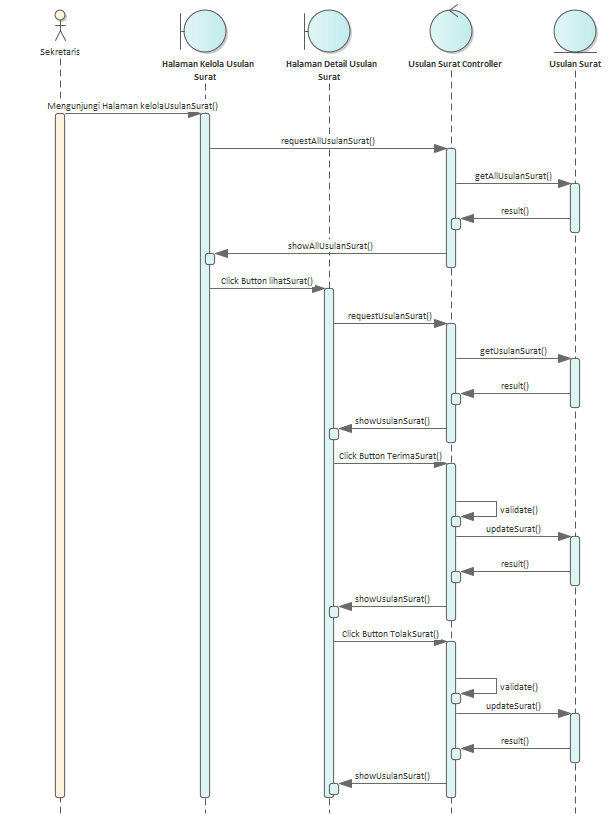 Sekretaris
Halaman Kelola Usulan
Surat
Halaman Detail Usulan
Surat
Usulan Surat Controller
Usulan Surat
Mengunjungi Halaman kelolaUsulanSurat()
requestAllUsulanSurat()
getAllUsulanSurat()
result()
showAllUsulanSurat()
Click Button lihatSurat()
requestUsulanSurat()
getUsulanSurat()
result()
showUsulanSurat()
Click Button TerimaSurat()
validate()
updateSurat()
result()
showUsulanSurat()
Click Button TolakSurat()
validate()
updateSurat()
result()
showUsulanSurat()